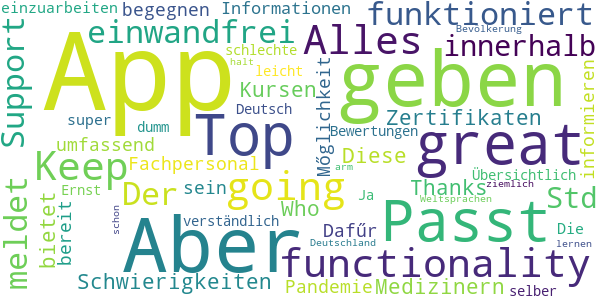 einzuarbeiten begegnen Informationen funktioniert
Bevölkerung
Support einwandfrei Alles innerhalb
schlechte
halt leicht
App geben
Kursen Möglichkeit
super dumm Deutsch Top Bewertungen Zertifikaten great informieren
umfassend
Keep Fachpersonal Diese Übersichtlich
arm
meldet Der sein going Ja Thanks ziemlich Std
Weltsprachen
bietet bereit Ernst Who Passt
schon Aber verständlich Dafür Die
Deutschland lernen
functionality
Schwierigkeiten Pandemie Medizinern selber